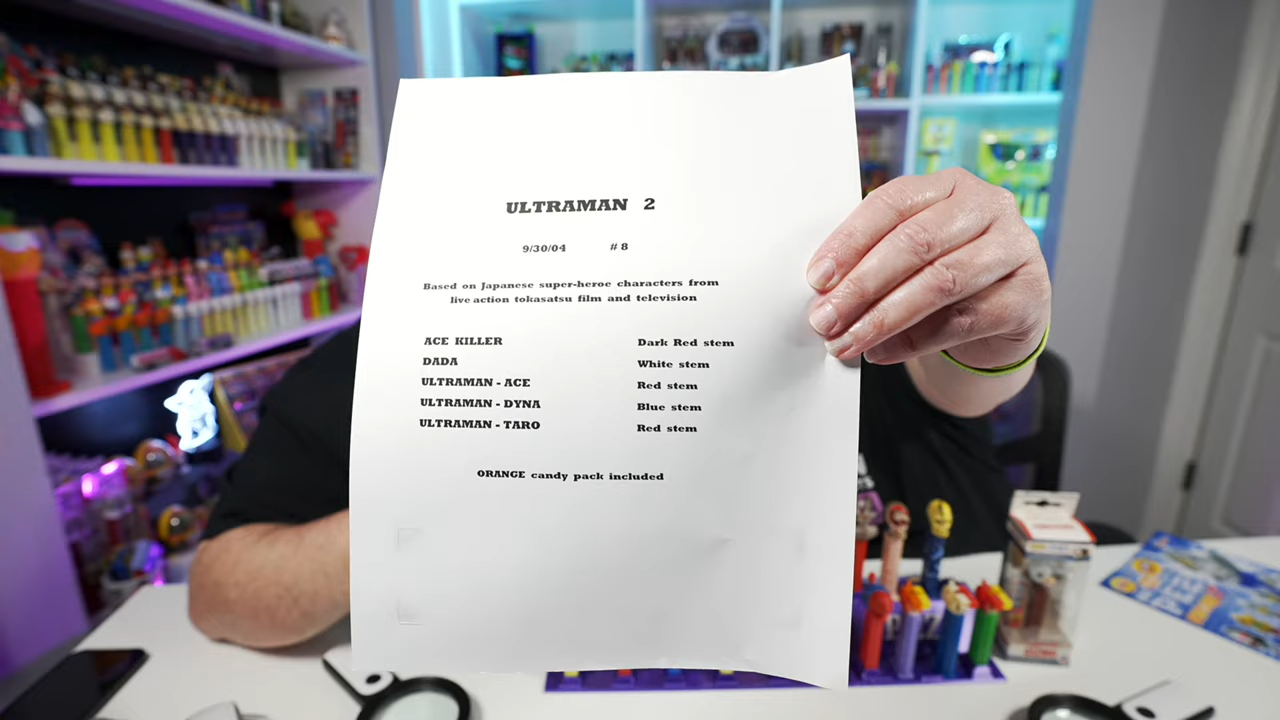 ULTRAMAN 2
9/30/04 # 8
Based on Japanese super-heroe characters from
live action tokasatsu film and television
ACE KILLER Dark Red stem
DADA White stem
ULTRAMAN - ACE Red stem
ULTRAMAN - DYNA Blue stem
ULTRAMAN - TARO Red stem
ORANGE candy pack included